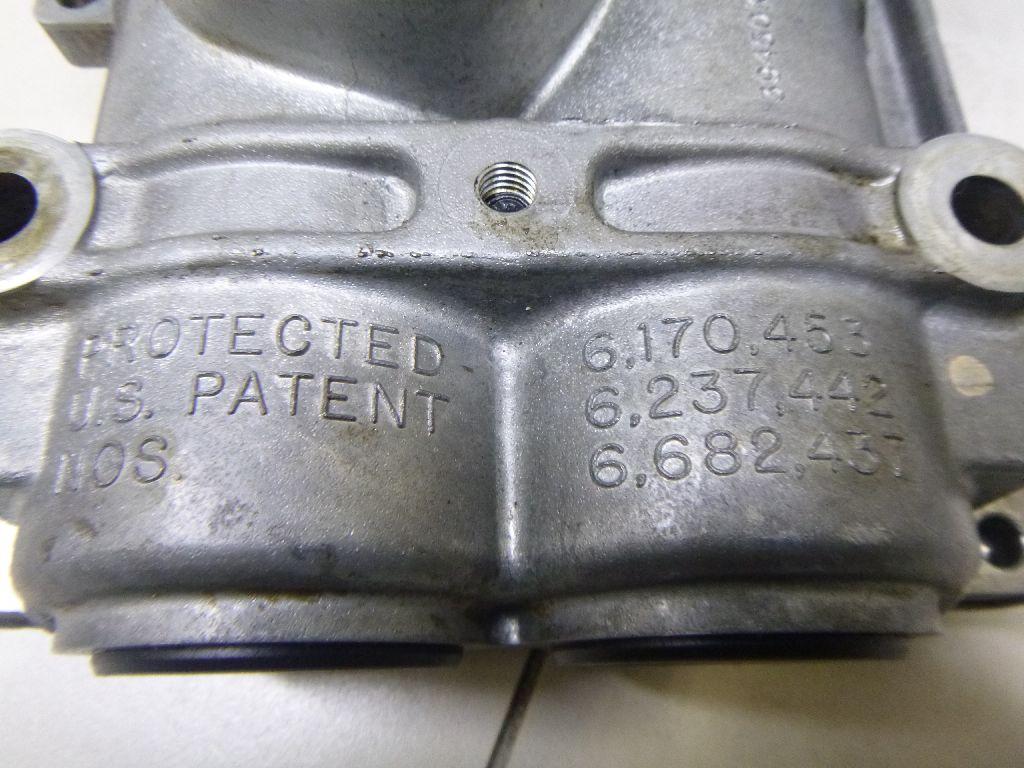 PROTECTED
U.S. PATENT
NOS.
6,170,453
6,237,442
6,682,437